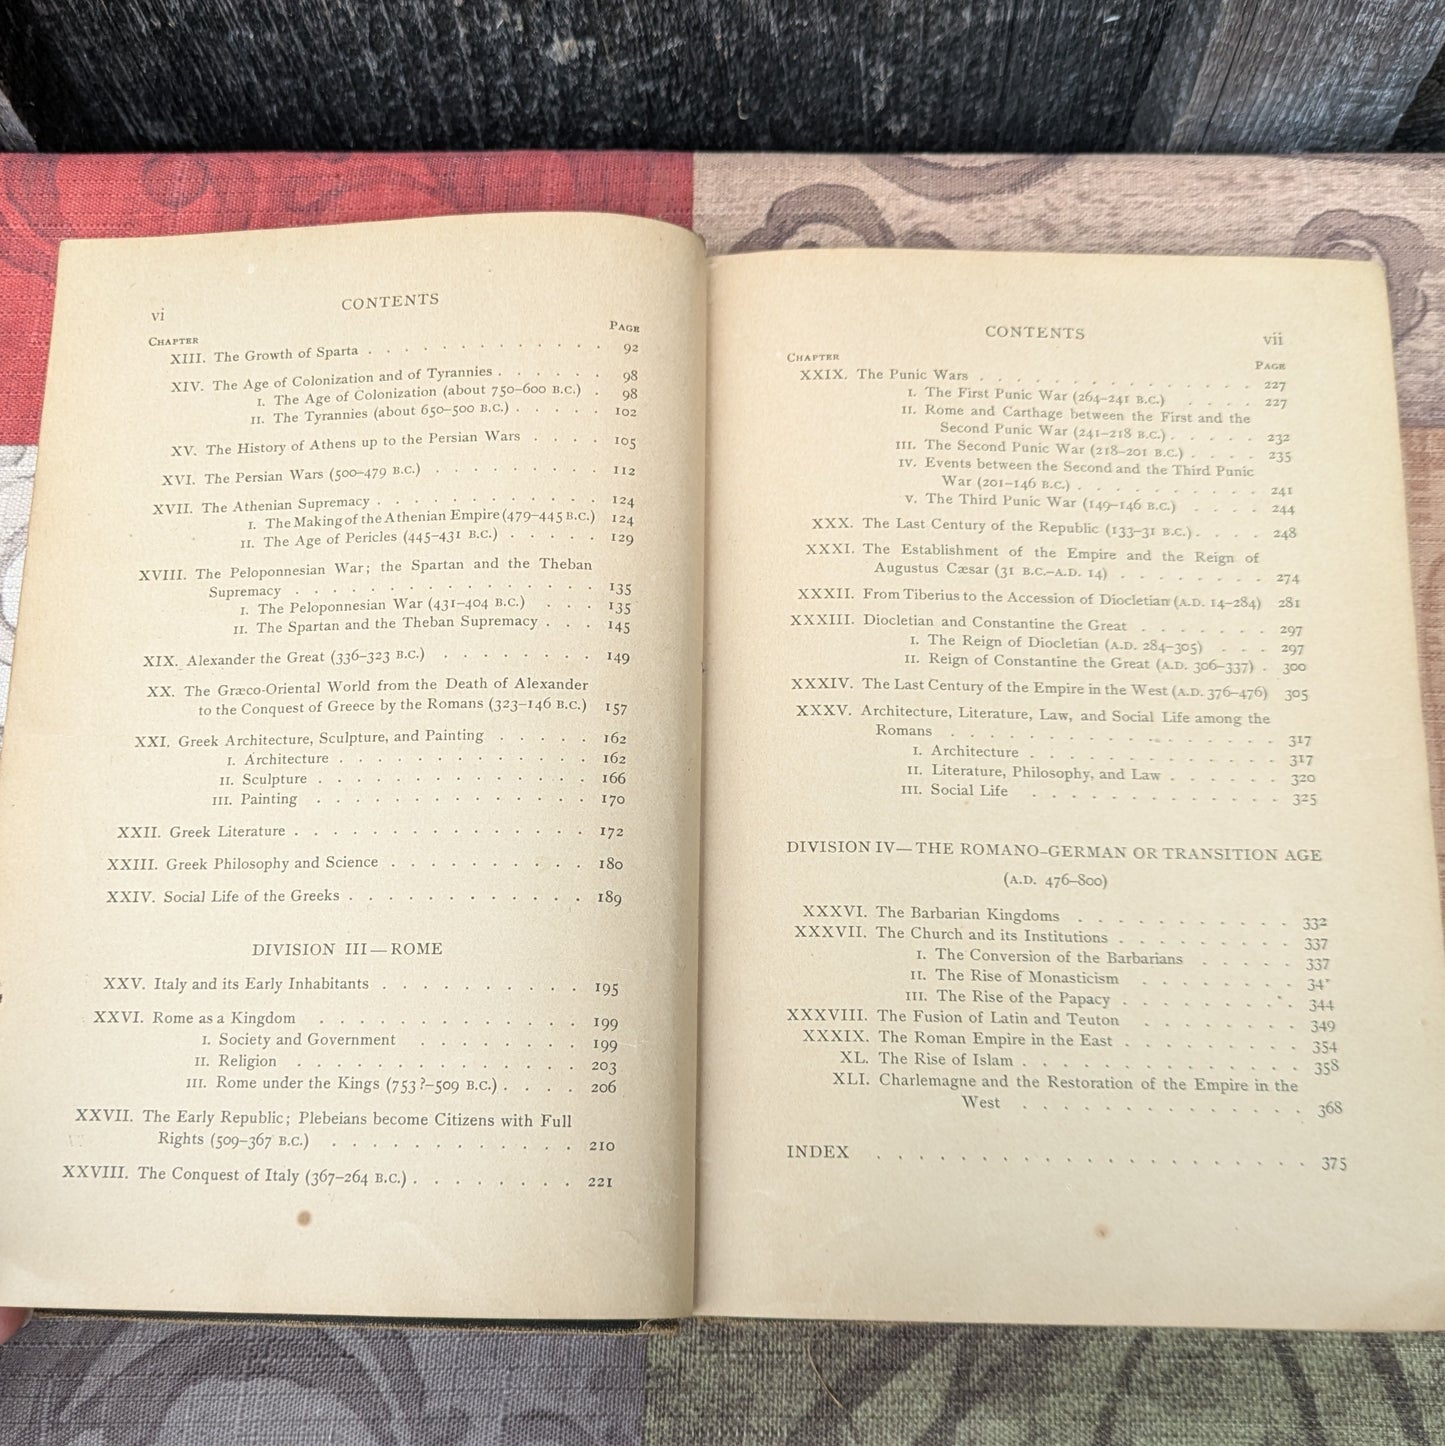 vi
CONTENTS
CHAPTER
PAGE
XIII. The Growth of Sparta . . . . . . . . . . . . 92
XIV. The Age of Colonization and of Tyrannies . . . . . . 98
I. The Age of Colonization (about 750–600 B.C.) . 98
II. The Tyrannies (about 650–500 B.C.) . . . . . 102
XV. The History of Athens up to the Persian Wars . . . . 105
XVI. The Persian Wars (500–479 B.C.) . . . . . . . . . 112
XVII. The Athenian Supremacy . . . . . . . . . . . . 124
I. The Making of the Athenian Empire (479–445 B.C.) 124
II. The Age of Pericles (445–431 B.C.) . . . . . 129
XVIII. The Peloponnesian War; the Spartan and the Theban
Supremacy . . . . . . . . . . . . . 135
I. The Peloponnesian War (431–404 B.C.) . . . 135
II. The Spartan and the Theban Supremacy . . . 145
XIX. Alexander the Great (336–323 B.C.) . . . . . . . . 149
XX. The Græco-Oriental World from the Death of Alexander
to the Conquest of Greece by the Romans (323–146 B.C.) 157
XXI. Greek Architecture, Sculpture, and Painting . . . . . 162
I. Architecture . . . . . . . . . . . 162
II. Sculpture . . . . . . . . . . . . 166
III. Painting . . . . . . . . . . . . 170
XXII. Greek Literature . . . . . . . . . . . . . 172
XXIII. Greek Philosophy and Science . . . . . . . . . 180
XXIV. Social Life of the Greeks . . . . . . . . . . . . 189
DIVISION III—ROME
XXV. Italy and its Early Inhabitants . . . . . . . . . . 195
XXVI. Rome as a Kingdom . . . . . . . . . . . . 199
I. Society and Government . . . . . . . . 199
II. Religion . . . . . . . . . . . . 203
III. Rome under the Kings (753?–509 B.C.) . . . . 206
XXVII. The Early Republic; Plebeians become Citizens with Full
Rights (509–367 B.C.) . . . . . . . . . . . . 210
XXVIII. The Conquest of Italy (367–264 B.C.) . . . . . . . . 221
CONTENTS
vii
CHAPTER
PAGE
XXIX. The Punic Wars . . . . . . . . . . . . . 227
I. The First Punic War (264–241 B.C.) . . . . 227
II. Rome and Carthage between the First and the
Second Punic War (241–218 B.C.) . . . . . 232
III. The Second Punic War (218–201 B.C.) . . . . 235
IV. Events between the Second and the Third Punic
War (201–146 B.C.) . . . . . . . . . . 241
V. The Third Punic War (149–146 B.C.) . . . . 244
XXX. The Last Century of the Republic (133–31 B.C.) . . . . 248
XXXI. The Establishment of the Empire and the Reign of
Augustus Cæsar (31 B.C.–A.D. 14) . . . . . . . . 274
XXXII. From Tiberius to the Accession of Diocletian (A.D. 14–284) 281
XXXIII. Diocletian and Constantine the Great . . . . . . . 297
I. The Reign of Diocletian (A.D. 284–305) . . . 297
II. Reign of Constantine the Great (A.D. 306–337) . 300
XXXIV. The Last Century of the Empire in the West (A.D. 376–476) 305
XXXV. Architecture, Literature, Law, and Social Life among the
Romans . . . . . . . . . . . . . 317
I. Architecture . . . . . . . . . . . 317
II. Literature, Philosophy, and Law . . . . . . 320
III. Social Life . . . . . . . . . . . 325
DIVISION IV—THE ROMANO-GERMAN OR TRANSITION AGE
(A.D. 476–800)
XXXVI. The Barbarian Kingdoms . . . . . . . . . . 332
XXXVII. The Church and its Institutions . . . . . . . . . 337
I. The Conversion of the Barbarians . . . . . 337
II. The Rise of Monasticism . . . . . . . .
III. The Rise of the Papacy . . . . . . . . 344
XXXVIII. The Fusion of Latin and Teuton . . . . . . . . 349
XXXIX. The Roman Empire in the East . . . . . . . . . 354
XL. The Rise of Islam . . . . . . . . . . . . . 358
XLI. Charlemagne and the Restoration of the Empire in the
West . . . . . . . . . . . . . 368
INDEX . . . . . . . . . . . . . . . . . . 375